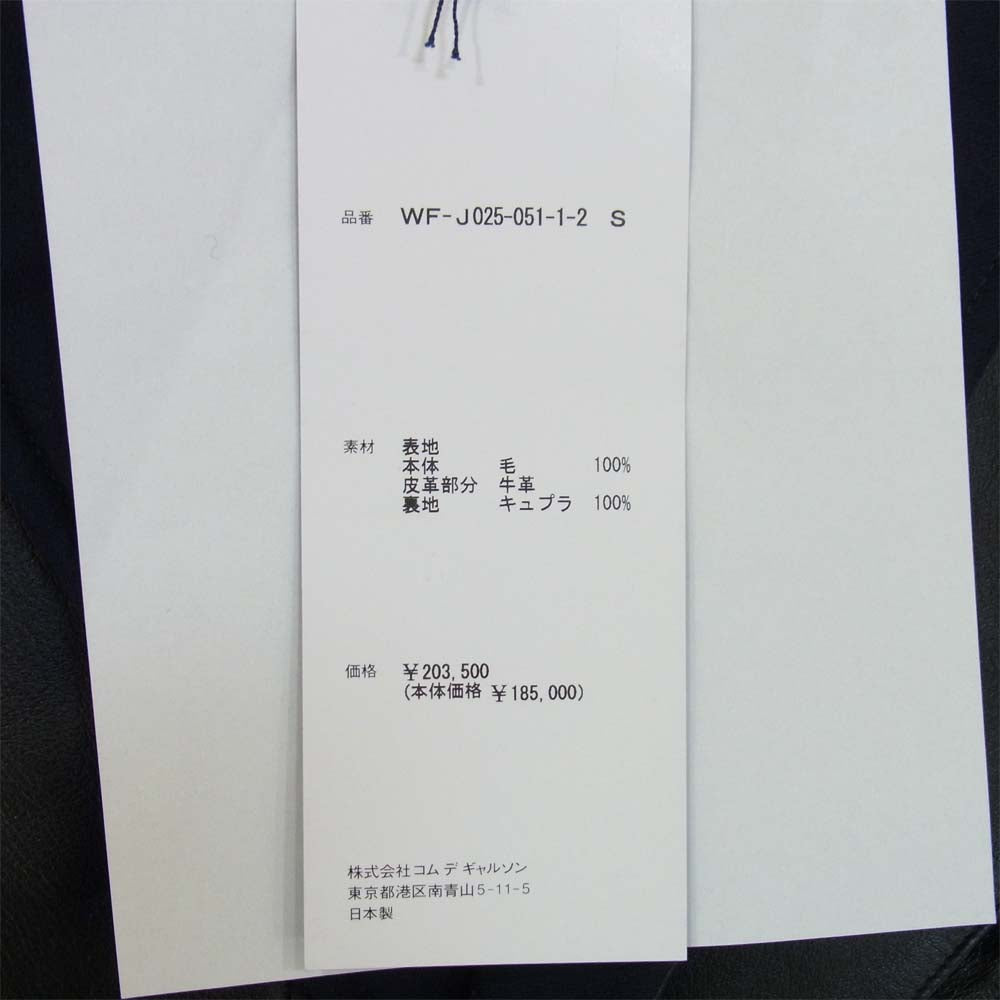 品番 WF-J025-051-1-2 S
素材 表地
本体 毛 100%
皮革部分 牛革
裏地 キュプラ 100%
価格 ¥203,500
(本体価格 ¥185,000)
株式会社コム デ ギャルソン
東京都港区南青山5-11-5
日本製